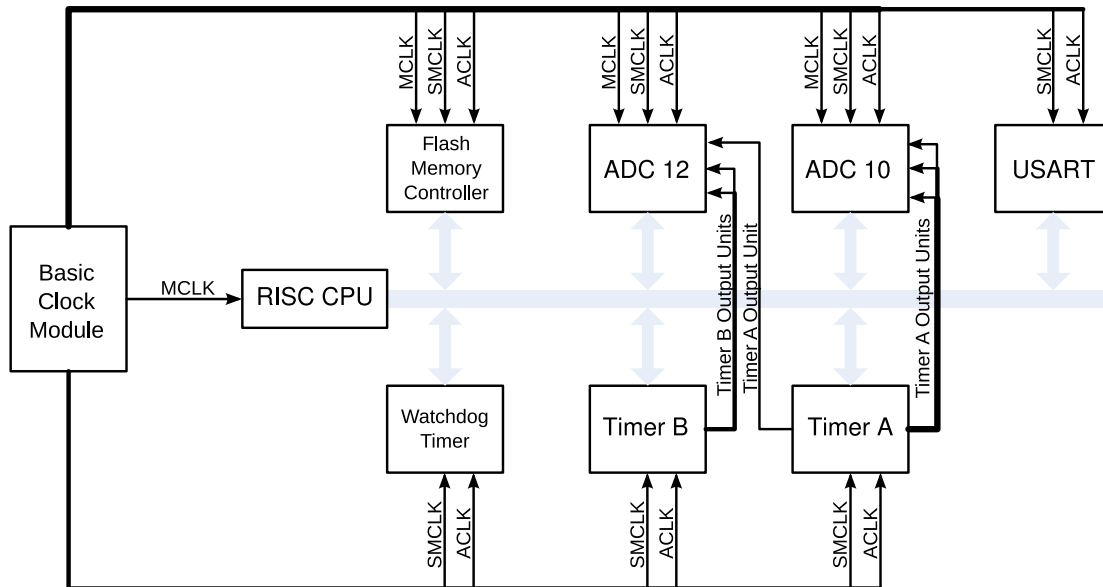 MCLK
SMCLK
ACLK
MCLK
SMCLK
ACLK
MCLK
SMCLK
ACLK
SMCLK
ACLK
Flash
Memory
Controller
ADC 12
ADC 10
USART
Basic
Clock
Module
MCLK
RISC CPU
Timer B Output Units
Timer A Output Unit
Timer A Output Units
Watchdog
Timer
Timer B
Timer A
SMCLK
ACLK
SMCLK
ACLK
SMCLK
ACLK